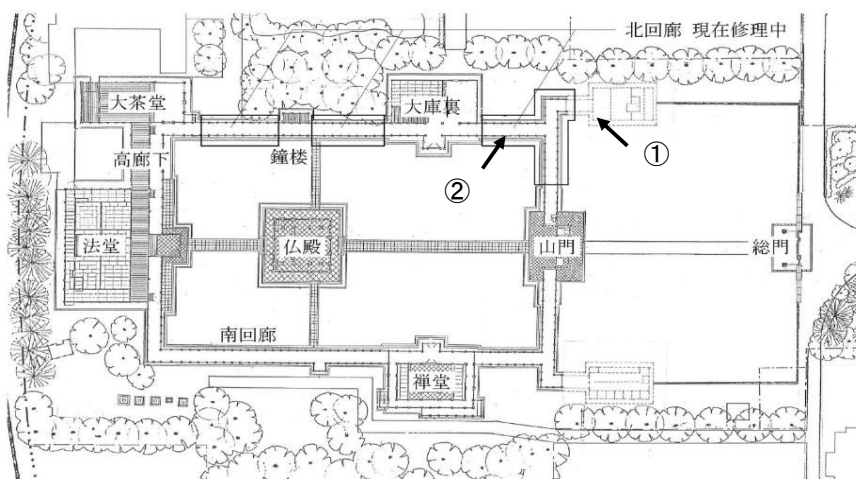 北回廊 現在修理中
大茶堂
大庫裏
①
高廊下
鐘楼
②
法堂
仏殿
山門
総門
南回廊
禅堂